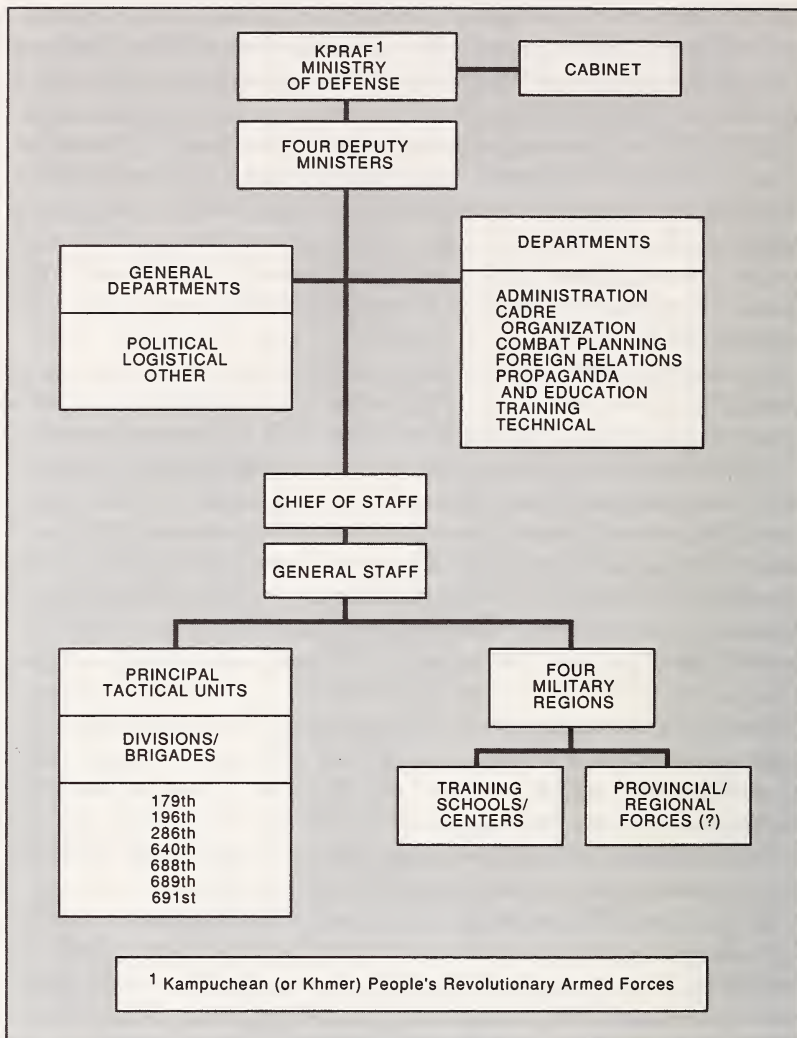 KPRAF¹
MINISTRY
OF DEFENSE
CABINET
FOUR DEPUTY
MINISTERS
GENERAL
DEPARTMENTS
POLITICAL
LOGISTICAL
OTHER
DEPARTMENTS
ADMINISTRATION
CADRE
ORGANIZATION
COMBAT PLANNING
FOREIGN RELATIONS
PROPAGANDA
AND EDUCATION
TRAINING
TECHNICAL
CHIEF OF STAFF
GENERAL STAFF
PRINCIPAL
TACTICAL UNITS
DIVISIONS/
BRIGADES
179th
196th
286th
640th
688th
689th
691st
FOUR
MILITARY
REGIONS
TRAINING
SCHOOLS/
CENTERS
PROVINCIAL/
REGIONAL
FORCES (?)
¹ Kampuchean (or Khmer) People's Revolutionary Armed Forces